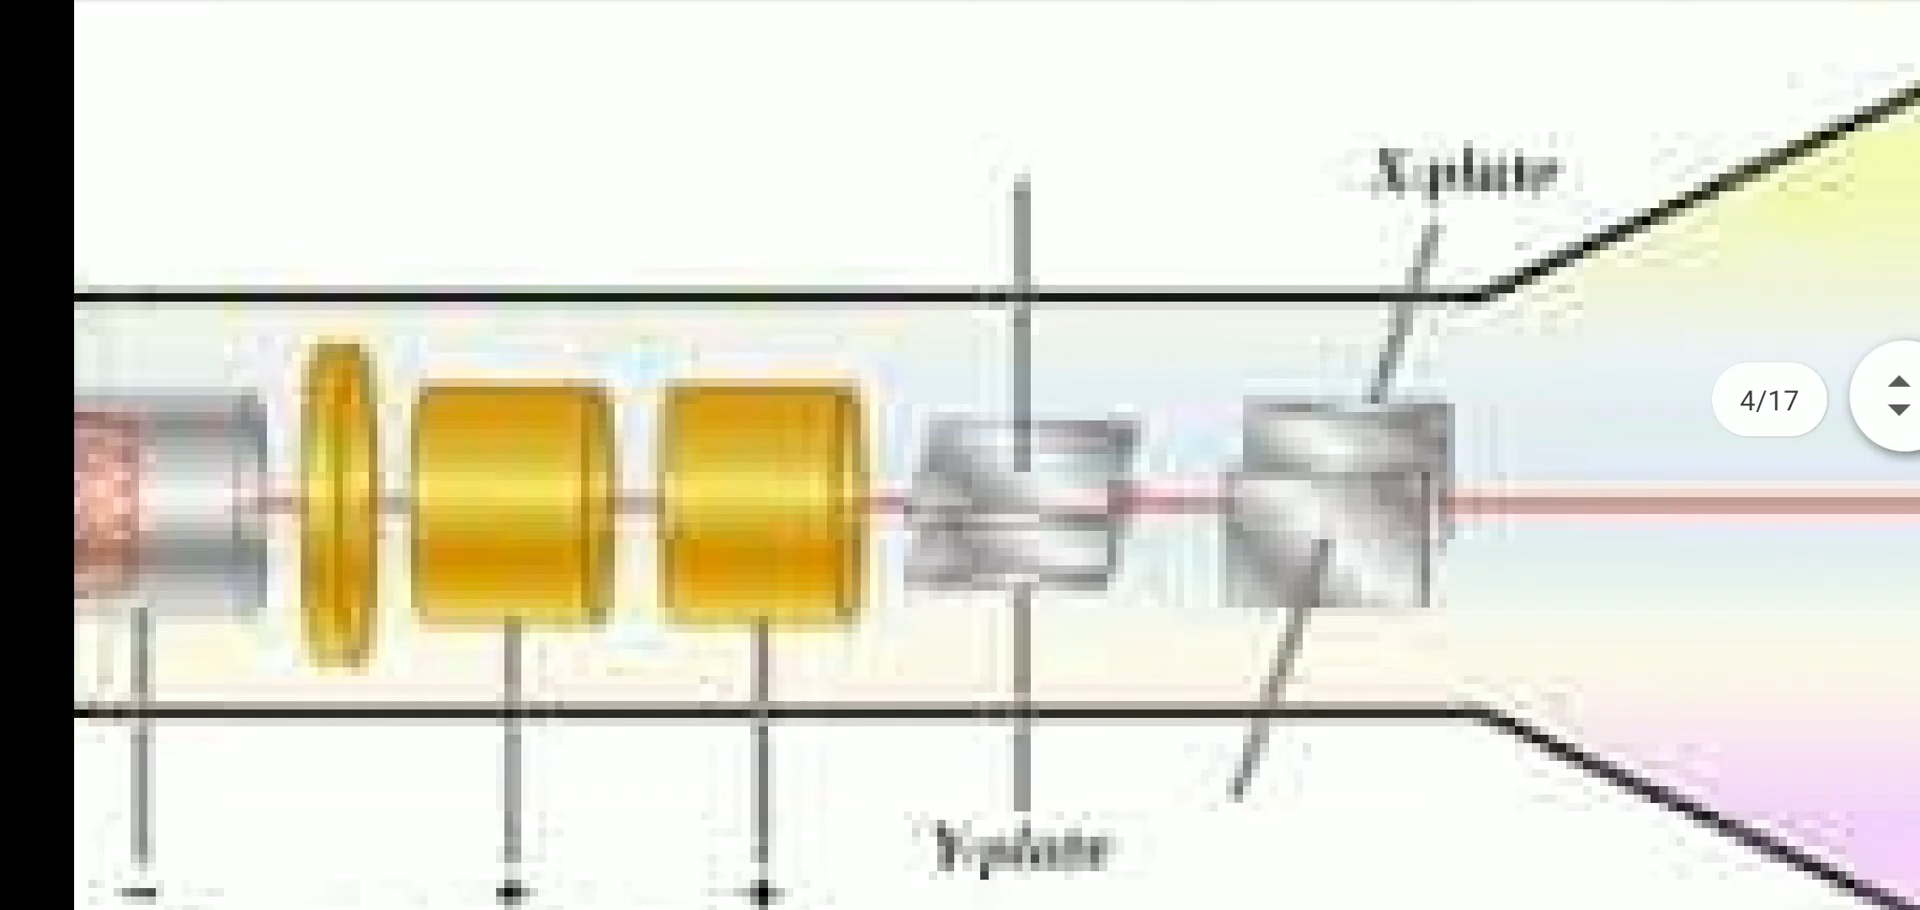 X-plate
4/17
Y-plate
- + +